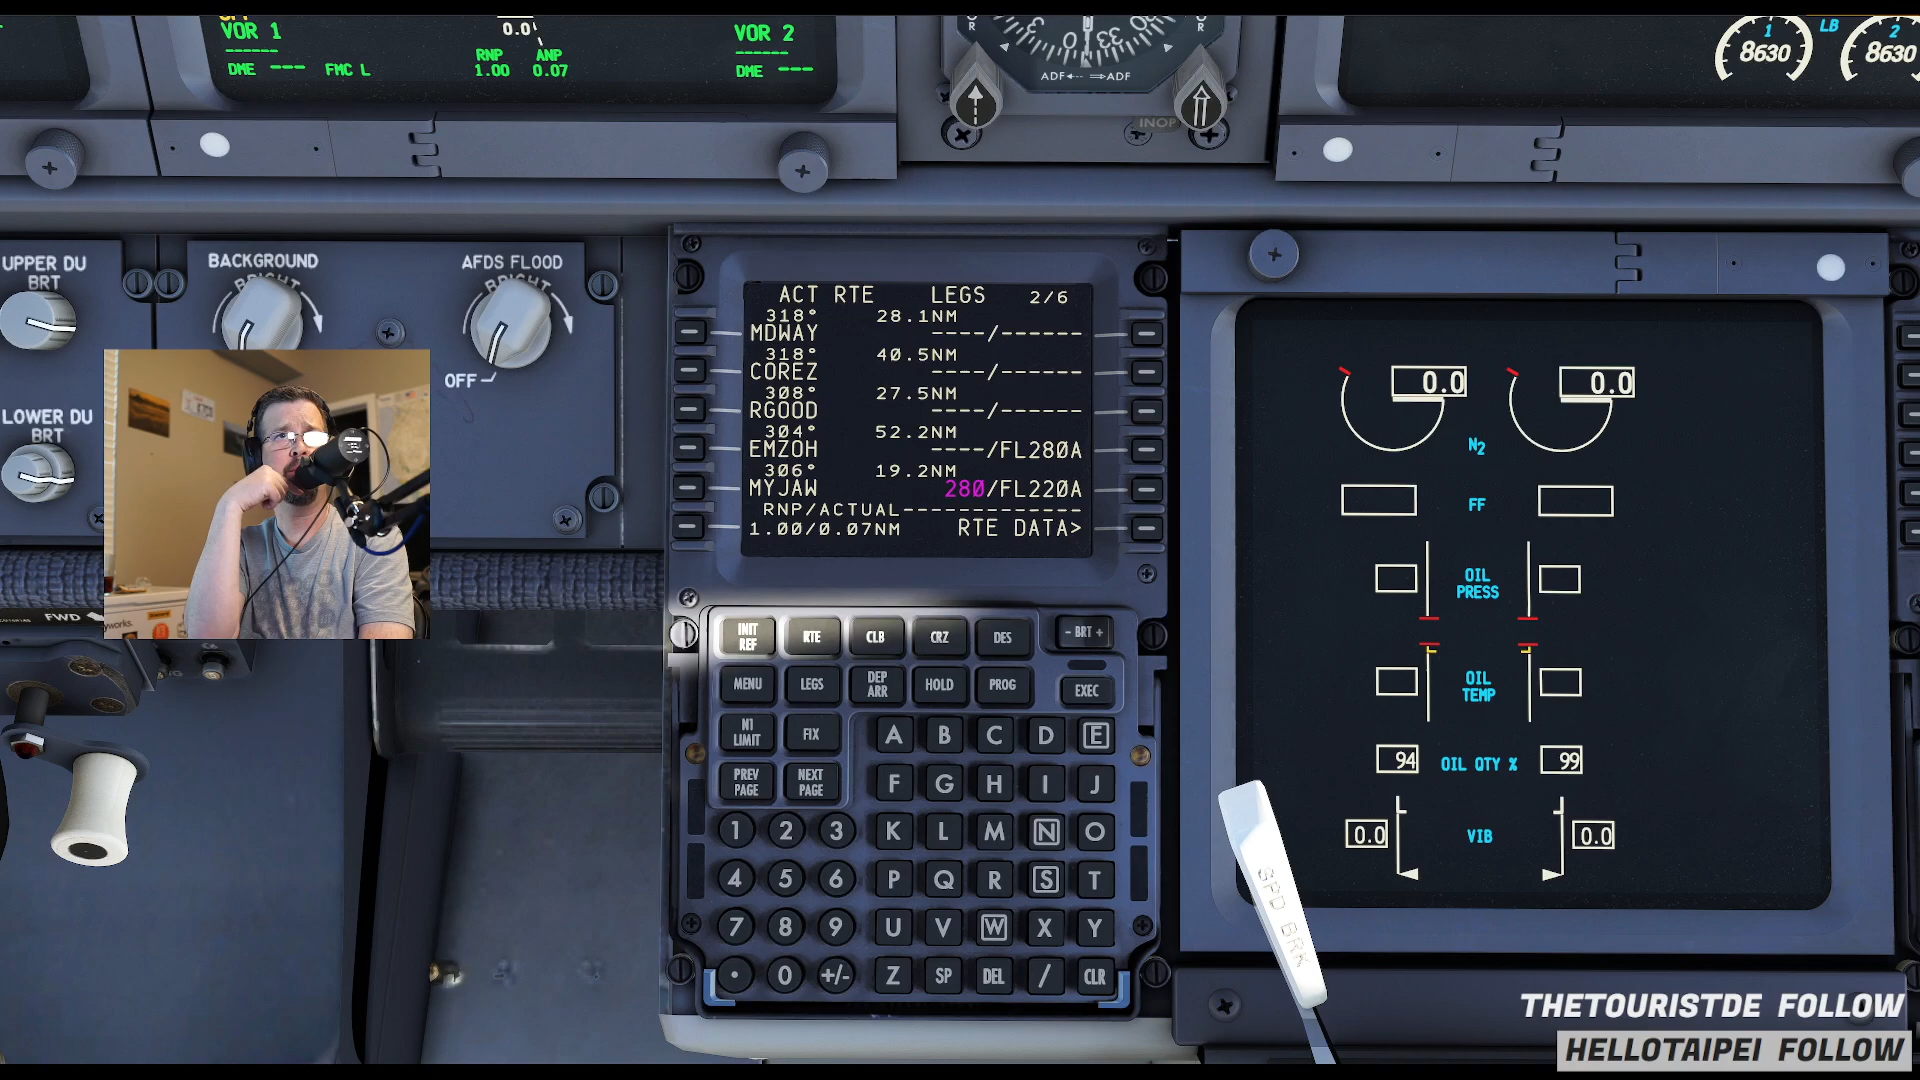 VOR 1
0.0
VOR 2
RNP ANP
DME --- FMC L 1.00 0.07 DME ---
33
0
ADF ADF
INOP
1 LB 2
8630 8630
UPPER DU
BRT
BACKGROUND
BRIGHT
AFDS FLOOD
BRIGHT
OFF
LOWER DU
BRT
FWD
ACT RTE LEGS 2/6
318° 28.1NM
MDWAY ----/------
318° 40.5NM
COREZ ----/------
308° 27.5NM
RGOOD ----/------
304° 52.2NM
EMZOH ----/FL280A
306° 19.2NM
MYJAW 280/FL220A
RNP/ACTUAL-------------
1.00/0.07NM RTE DATA>
INIT REF
RTE
CLB
CRZ
DES
- BRT +
MENU
LEGS
DEP ARR
HOLD
PROG
EXEC
N1 LIMIT
FIX
A B C D E
PREV PAGE
NEXT PAGE
F G H I J
1 2 3 K L M N O
4 5 6 P Q R S T
7 8 9 U V W X Y
. 0 +/- Z SP DEL / CLR
0.0 0.0
N2
FF
OIL
PRESS
OIL
TEMP
94 OIL QTY % 99
0.0 VIB 0.0
SPD BRK
THETOURISTDE FOLLOW
HELLOTAIPEI FOLLOW